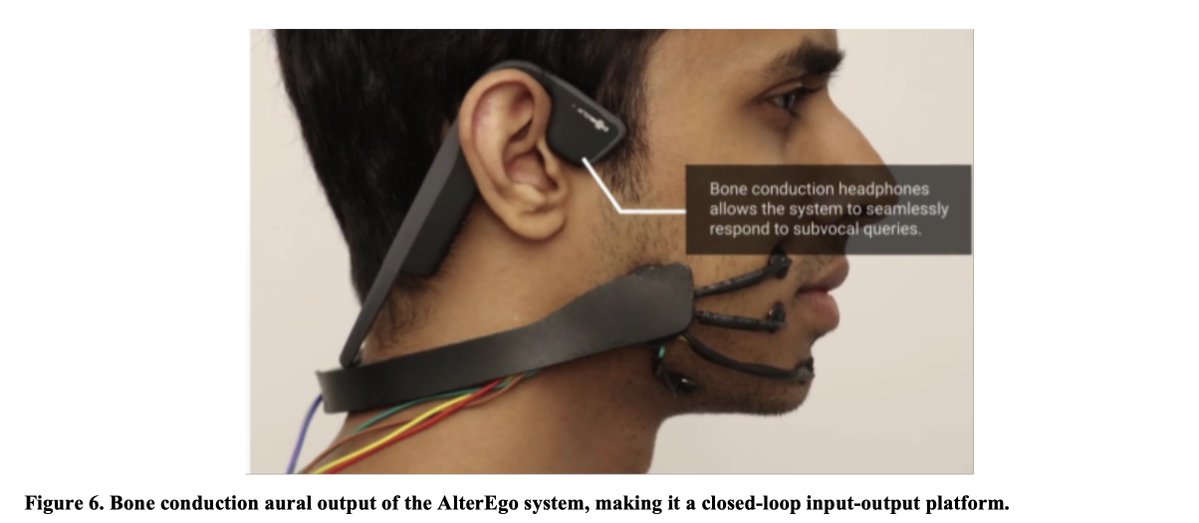 Bone conduction headphones
allows the system to seamlessly
respond to subvocal queries.
Figure 6. Bone conduction aural output of the AlterEgo system, making it a closed-loop input-output platform.